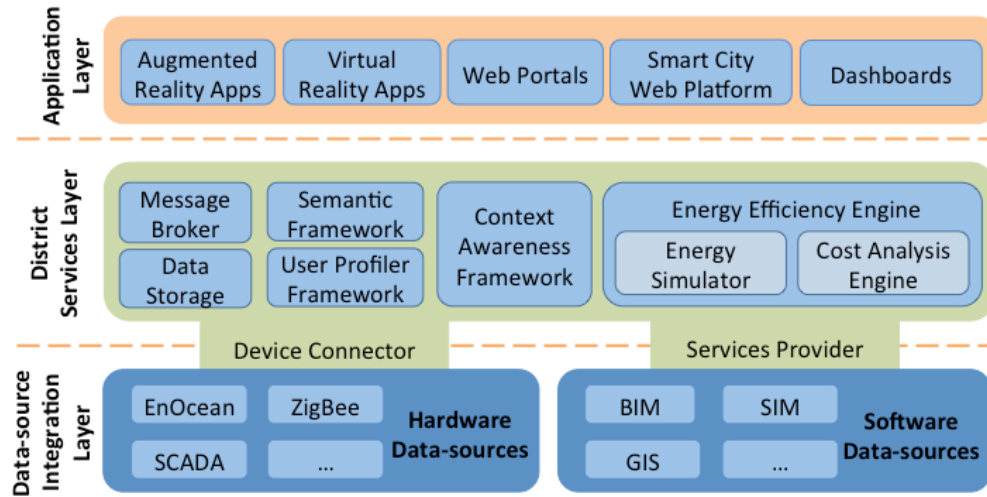 Application
Layer
Augmented
Reality Apps
Virtual
Reality Apps
Web Portals
Smart City
Web Platform
Dashboards
District
Services Layer
Message
Broker
Semantic
Framework
Data
Storage
User Profiler
Framework
Context
Awareness
Framework
Energy Efficiency Engine
Energy
Simulator
Cost Analysis
Engine
Device Connector
Services Provider
Data-source
Integration
Layer
EnOcean
ZigBee
SCADA
...
Hardware
Data-sources
BIM
SIM
GIS
...
Software
Data-sources